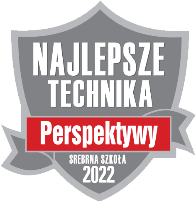 NAJLEPSZE
TECHNIKA
Perspektywy
SREBRNA SZKOŁA
2022